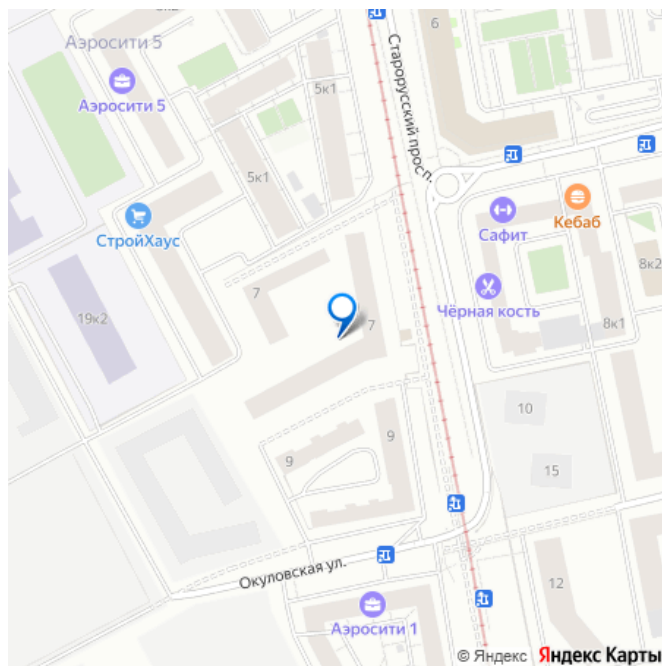 6
Аэросити 5
Аэросити 5
5к1
Старорусский просп.
5к1
СтройХаус
Сафит
Кебаб
8к2
7
Чёрная кость
19к2
7
8к1
10
9
9
15
Окуловская ул.
12
Аэросити 1
© Яндекс Яндекс Карты